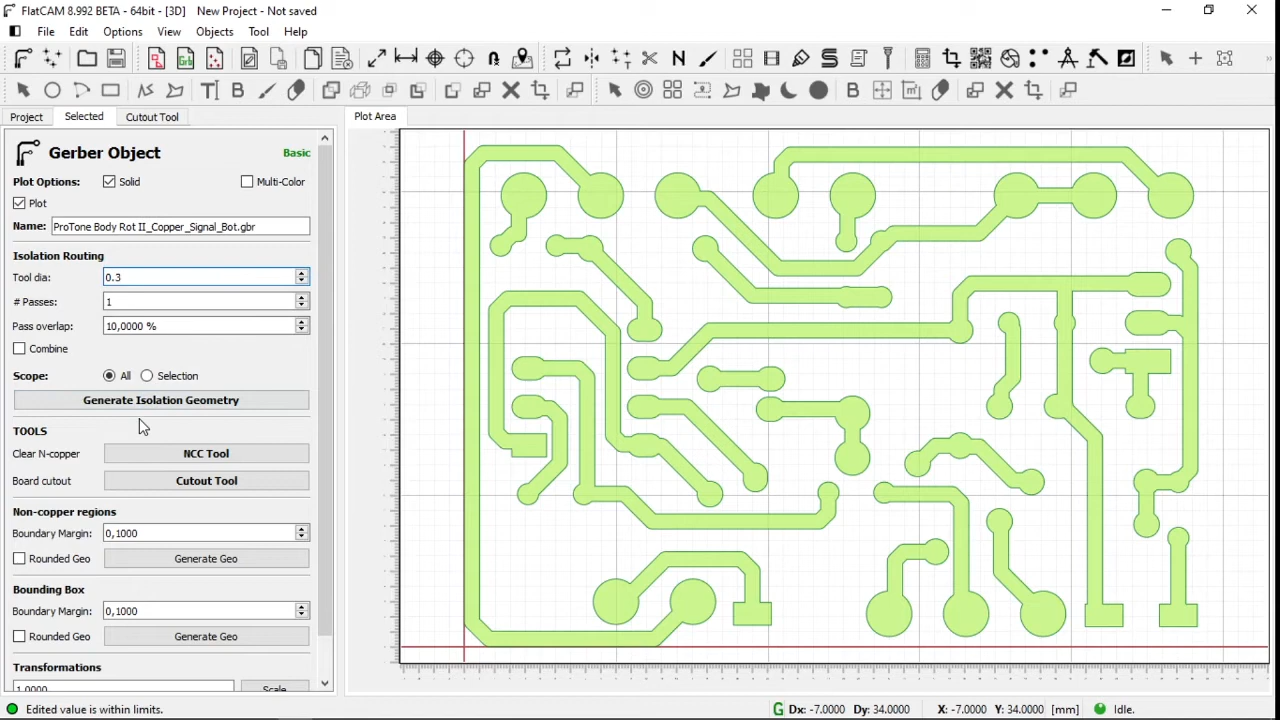 FlatCAM 8.992 BETA - 64bit - [3D]    New Project - Not saved
File Edit Options View Objects Tool Help
Project Selected Cutout Tool Plot Area
Gerber Object Basic
Plot Options: Solid Multi-Color
Plot
Name: ProTone Body Rot II_Copper_Signal_Bot.gbr
Isolation Routing
Tool dia: 0.3
# Passes: 1
Pass overlap: 10,0000 %
Combine
Scope: All Selection
Generate Isolation Geometry
TOOLS
Clear N-copper NCC Tool
Board cutout Cutout Tool
Non-copper regions
Boundary Margin: 0,1000
Rounded Geo Generate Geo
Bounding Box
Boundary Margin: 0,1000
Rounded Geo Generate Geo
Transformations
1.0000 Scale
Edited value is within limits. G Dx: -7.0000 Dy: 34.0000 X: -7.0000 Y: 34.0000 [mm] Idle.